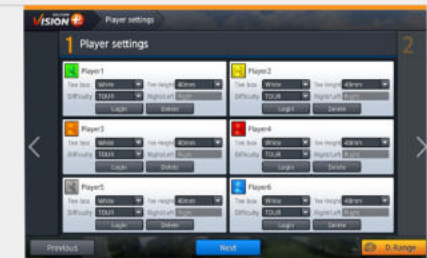 VISION Player settings
1 Player settings 2
Player1 Player2
Tee box White Tee Height 40mm Tee box White Tee Height 40mm
Difficulty TOUR Right/Left Right Difficulty TOUR Right/Left Right
Login Delete Login Delete
Player3 Player4
Tee box White Tee Height 40mm Tee box White Tee Height 40mm
Difficulty TOUR Right/Left Right Difficulty TOUR Right/Left Right
Login Delete Login Delete
Player5 Player6
Tee box White Tee Height 40mm Tee box White Tee Height 40mm
Difficulty TOUR Right/Left Right Difficulty TOUR Right/Left Right
Login Delete Login Delete
Previous Next D.Range